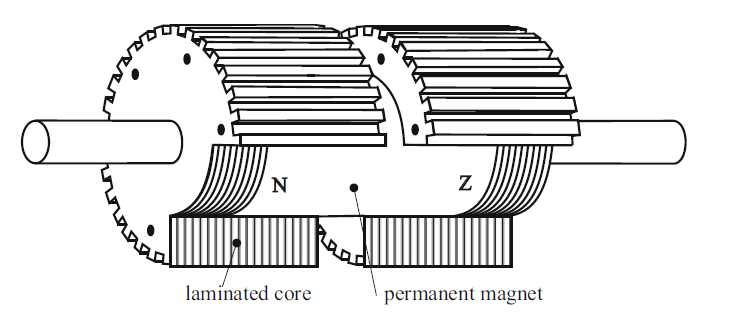 N
Z
laminated core
permanent magnet